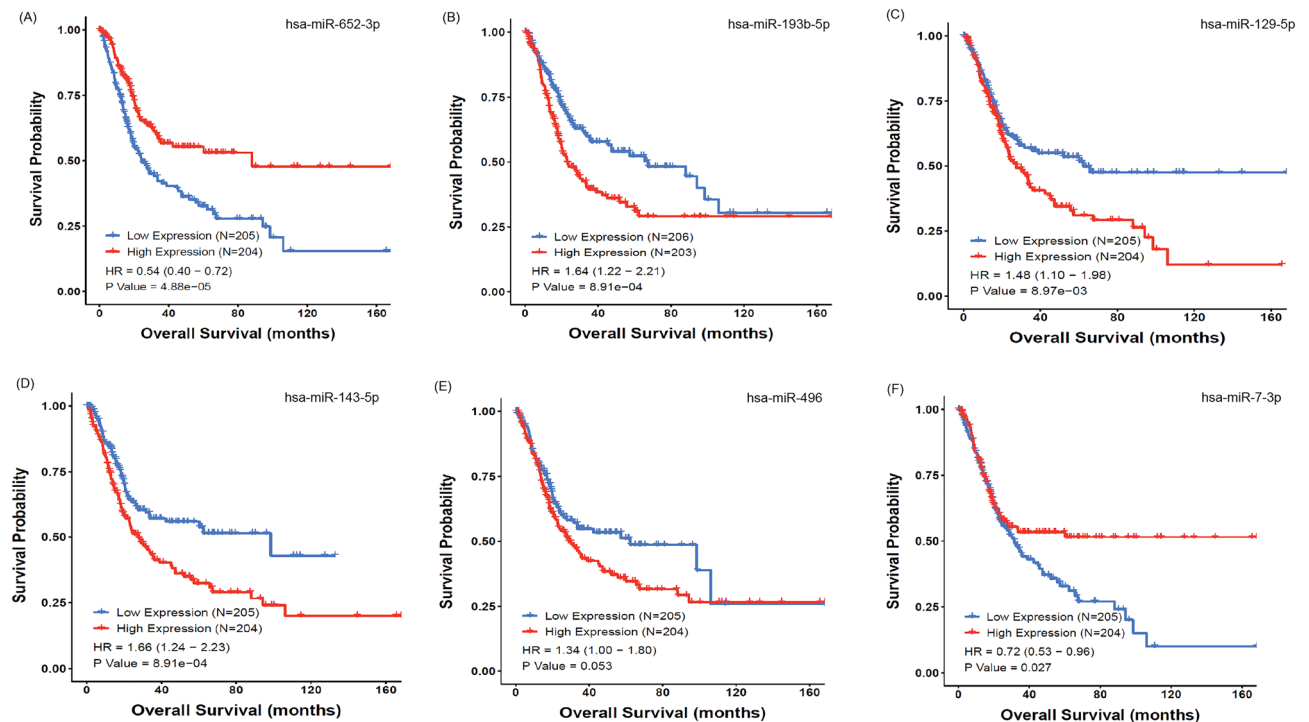 (A)
hsa-miR-652-3p
1.00
0.75
0.50
0.25
0.00
Survival Probability
Low Expression (N=205)
High Expression (N=204)
HR = 0.54 (0.40 – 0.72)
P Value = 4.88e−05
0 40 80 120 160
Overall Survival (months)
(B)
hsa-miR-193b-5p
1.00
0.75
0.50
0.25
0.00
Survival Probability
Low Expression (N=206)
High Expression (N=203)
HR = 1.64 (1.22 – 2.21)
P Value = 8.91e−04
0 40 80 120 160
Overall Survival (months)
(C)
hsa-miR-129-5p
1.00
0.75
0.50
0.25
0.00
Survival Probability
Low Expression (N=205)
High Expression (N=204)
HR = 1.48 (1.10 – 1.98)
P Value = 8.97e−03
0 40 80 120 160
Overall Survival (months)
(D)
hsa-miR-143-5p
1.00
0.75
0.50
0.25
0.00
Survival Probability
Low Expression (N=205)
High Expression (N=204)
HR = 1.66 (1.24 – 2.23)
P Value = 8.91e−04
0 40 80 120 160
Overall Survival (months)
(E)
hsa-miR-496
1.00
0.75
0.50
0.25
0.00
Survival Probability
Low Expression (N=205)
High Expression (N=204)
HR = 1.34 (1.00 – 1.80)
P Value = 0.053
0 40 80 120 160
Overall Survival (months)
(F)
hsa-miR-7-3p
1.00
0.75
0.50
0.25
0.00
Survival Probability
Low Expression (N=205)
High Expression (N=204)
HR = 0.72 (0.53 – 0.96)
P Value = 0.027
0 40 80 120 160
Overall Survival (months)